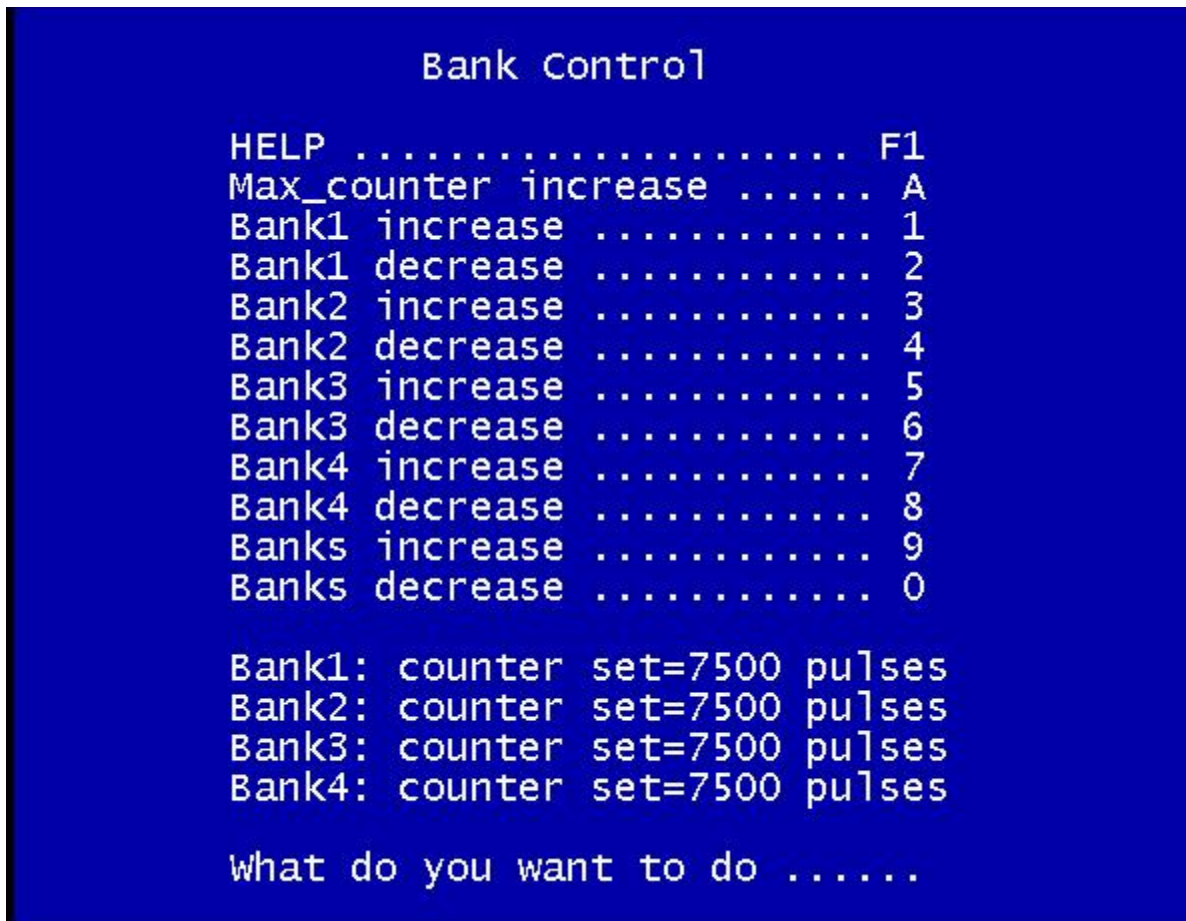 Bank Control
HELP ..................... F1
Max_counter increase ...... A
Bank1 increase ............ 1
Bank1 decrease ............ 2
Bank2 increase ............ 3
Bank2 decrease ............ 4
Bank3 increase ............ 5
Bank3 decrease ............ 6
Bank4 increase ............ 7
Bank4 decrease ............ 8
Banks increase ............ 9
Banks decrease ............ 0
Bank1: counter set=7500 pulses
Bank2: counter set=7500 pulses
Bank3: counter set=7500 pulses
Bank4: counter set=7500 pulses
What do you want to do ......